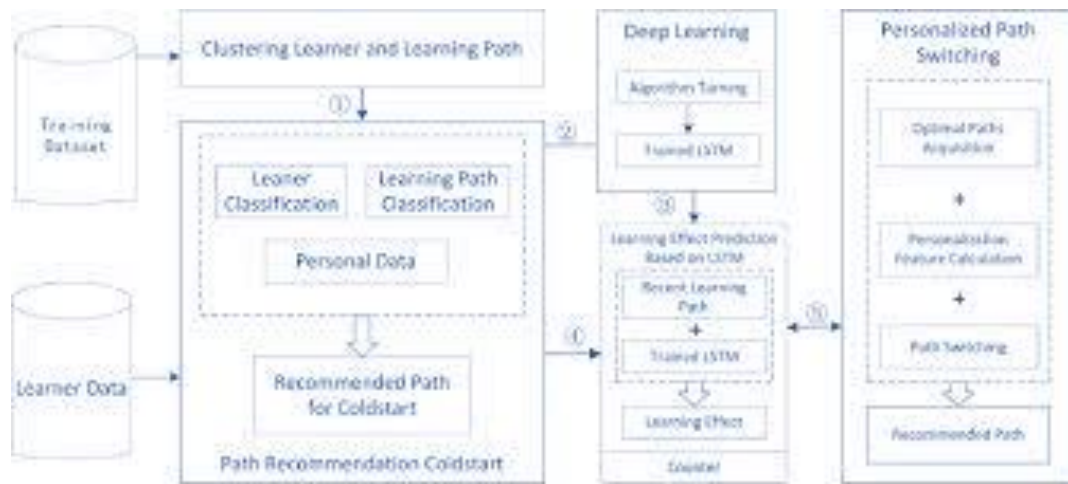 Clustering Learner and Learning Path
Training
Dataset
①
Leaner
Classification
Learning Path
Classification
Personal Data
Recommended Path
for Coldstart
Path Recommendation Coldstart
Learner Data
②
Deep Learning
Algorithm Training
Trained LSTM
③
④
Learning Effect Prediction
Based on LSTM
Recent Learning
Path
+
Trained LSTM
Learning Effect
Counter
⑤
Personalized Path
Switching
Optimal Paths
Acquisition
+
Personalization
Feature Calculation
+
Path Switching
Recommended Path